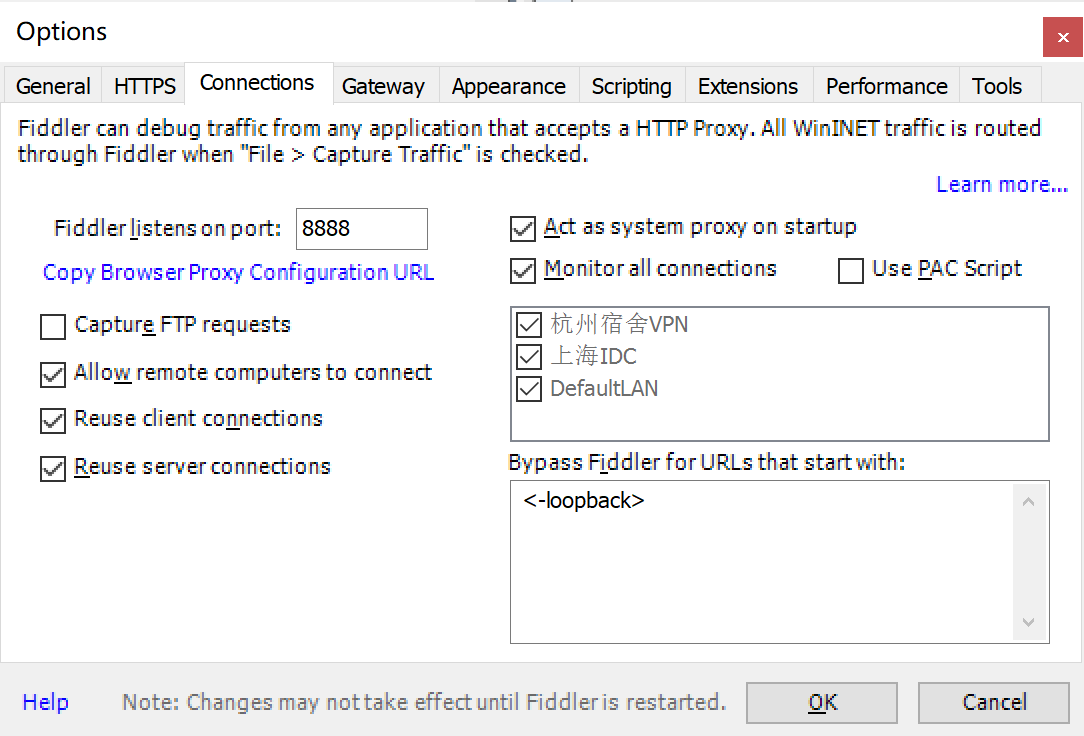 Options
General HTTPS Connections Gateway Appearance Scripting Extensions Performance Tools
Fiddler can debug traffic from any application that accepts a HTTP Proxy. All WinINET traffic is routed
through Fiddler when "File > Capture Traffic" is checked.
Learn more...
Fiddler listens on port: 8888
Copy Browser Proxy Configuration URL
Capture FTP requests
Allow remote computers to connect
Reuse client connections
Reuse server connections
Act as system proxy on startup
Monitor all connections Use PAC Script
杭州宿舍VPN
上海IDC
DefaultLAN
Bypass Fiddler for URLs that start with:
<-loopback>
Help Note: Changes may not take effect until Fiddler is restarted. OK Cancel